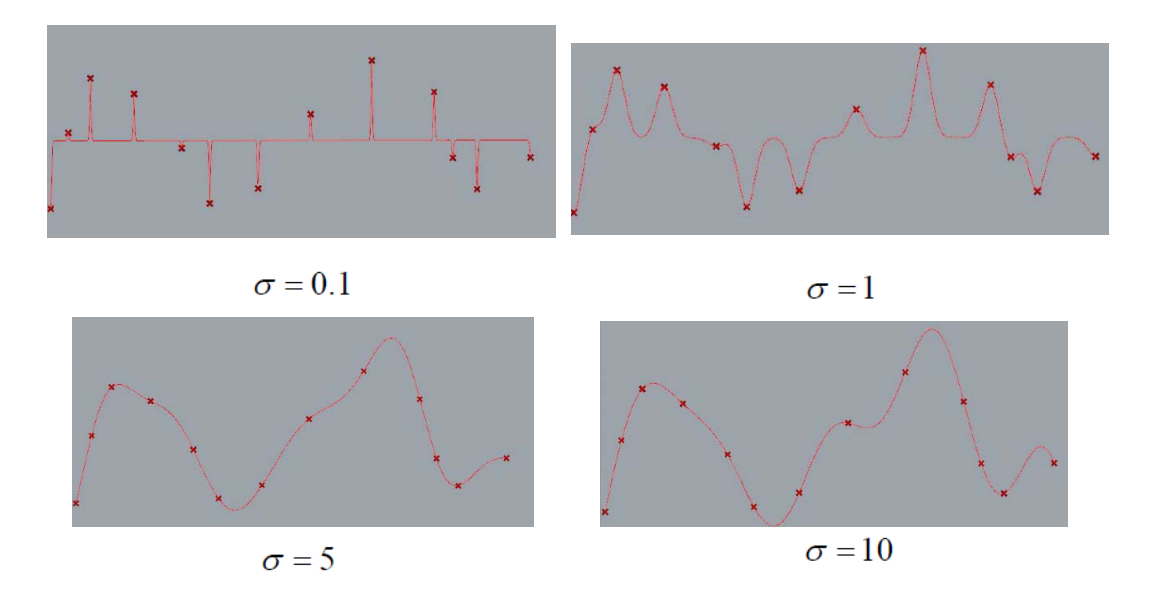 σ = 0.1
σ = 1
σ = 5
σ = 10